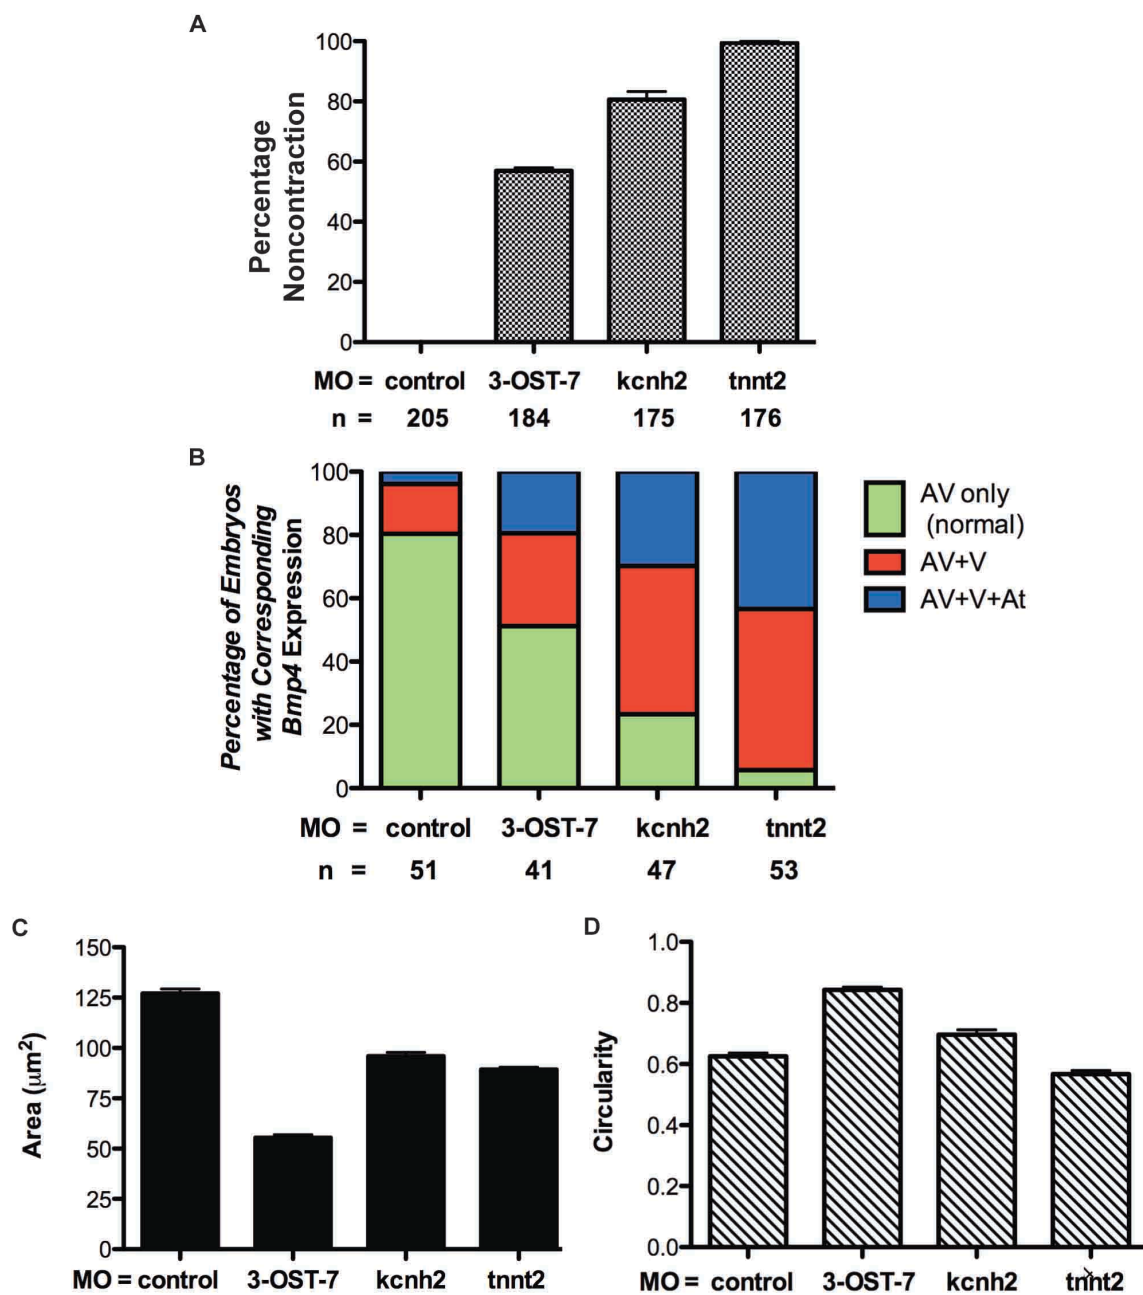 A
Percentage
Noncontraction
100
80
60
40
20
0
MO = control 3-OST-7 kcnh2 tnnt2
n = 205 184 175 176
B
Percentage of Embryos
with Corresponding
Bmp4 Expression
100
80
60
40
20
0
AV only
(normal)
AV+V
AV+V+At
MO = control 3-OST-7 kcnh2 tnnt2
n = 51 41 47 53
C
Area (μm²)
150
125
100
75
50
25
0
MO = control 3-OST-7 kcnh2 tnnt2
D
Circularity
1.0
0.8
0.6
0.4
0.2
0.0
MO = control 3-OST-7 kcnh2 tnnt2